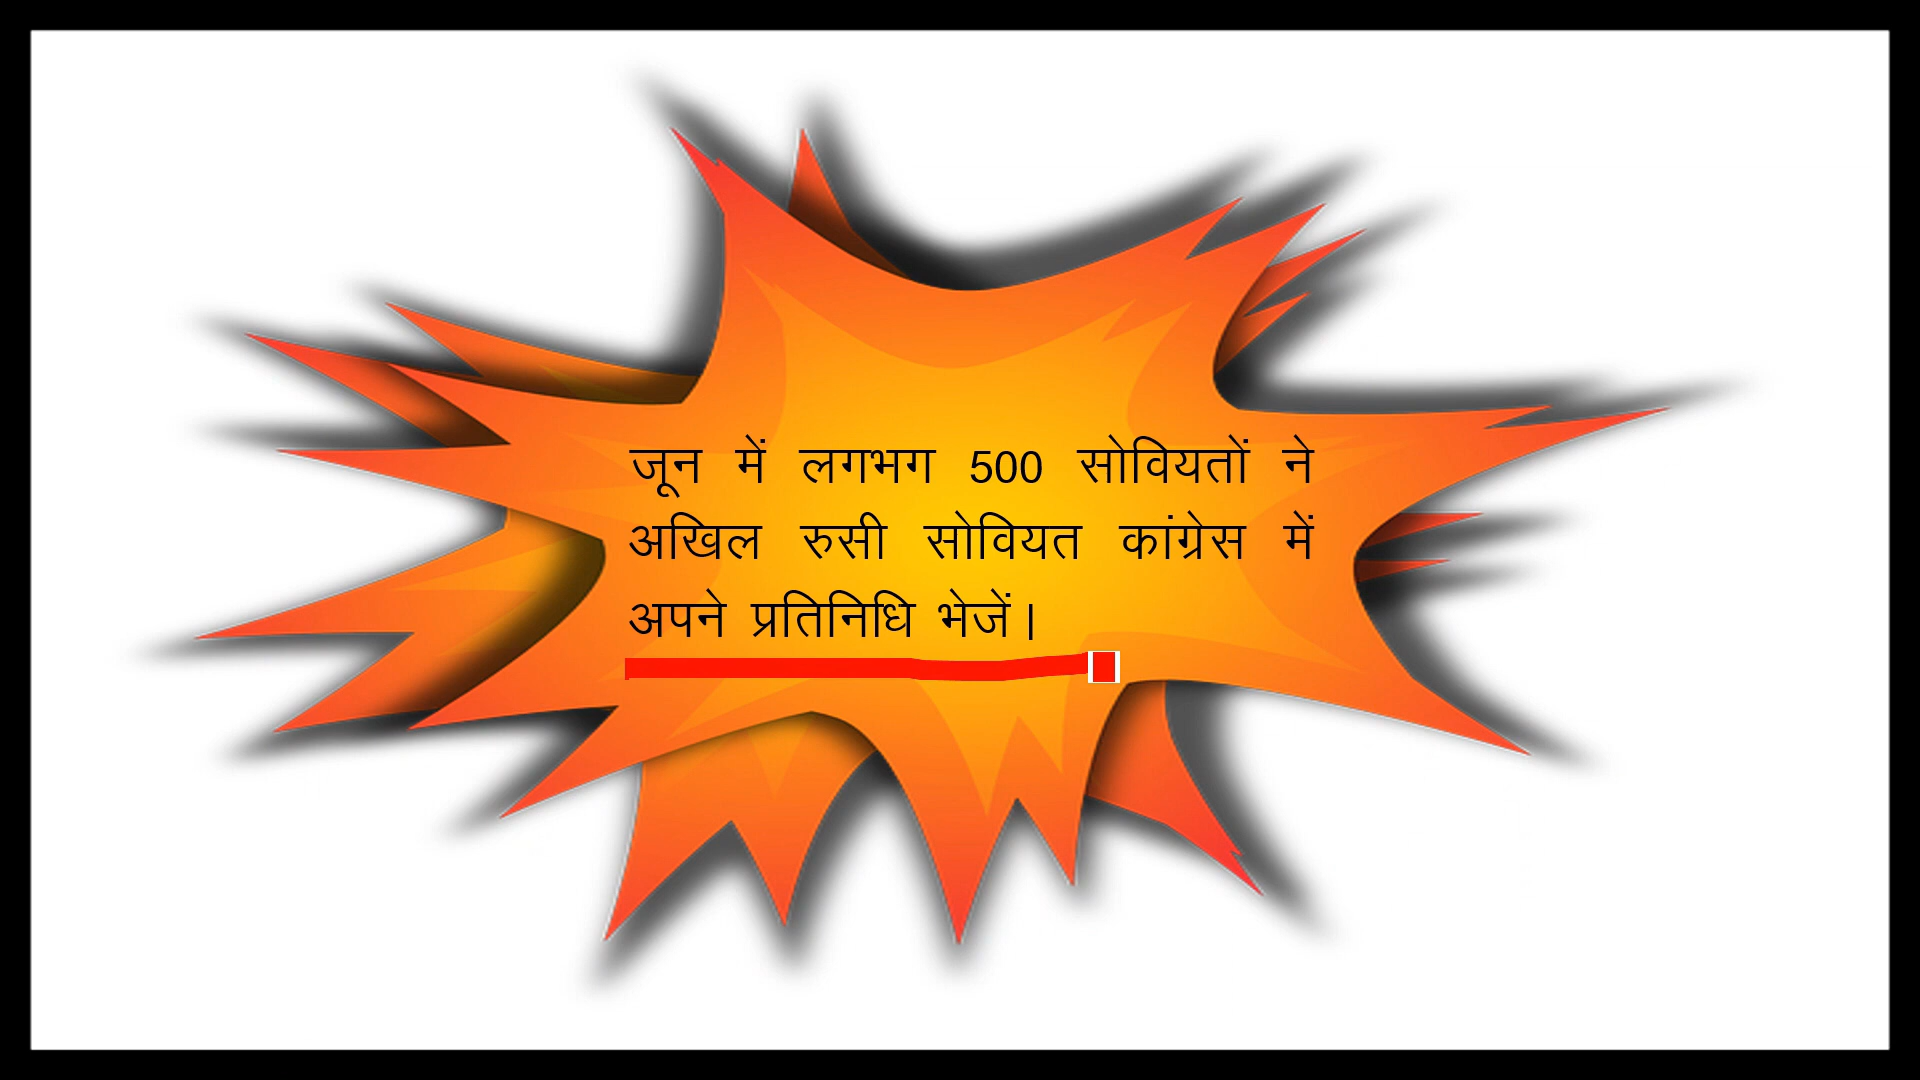 जून में लगभग 500 सोवियतों ने
अखिल रुसी सोवियत कांग्रेस में
अपने प्रतिनिधि भेजें।